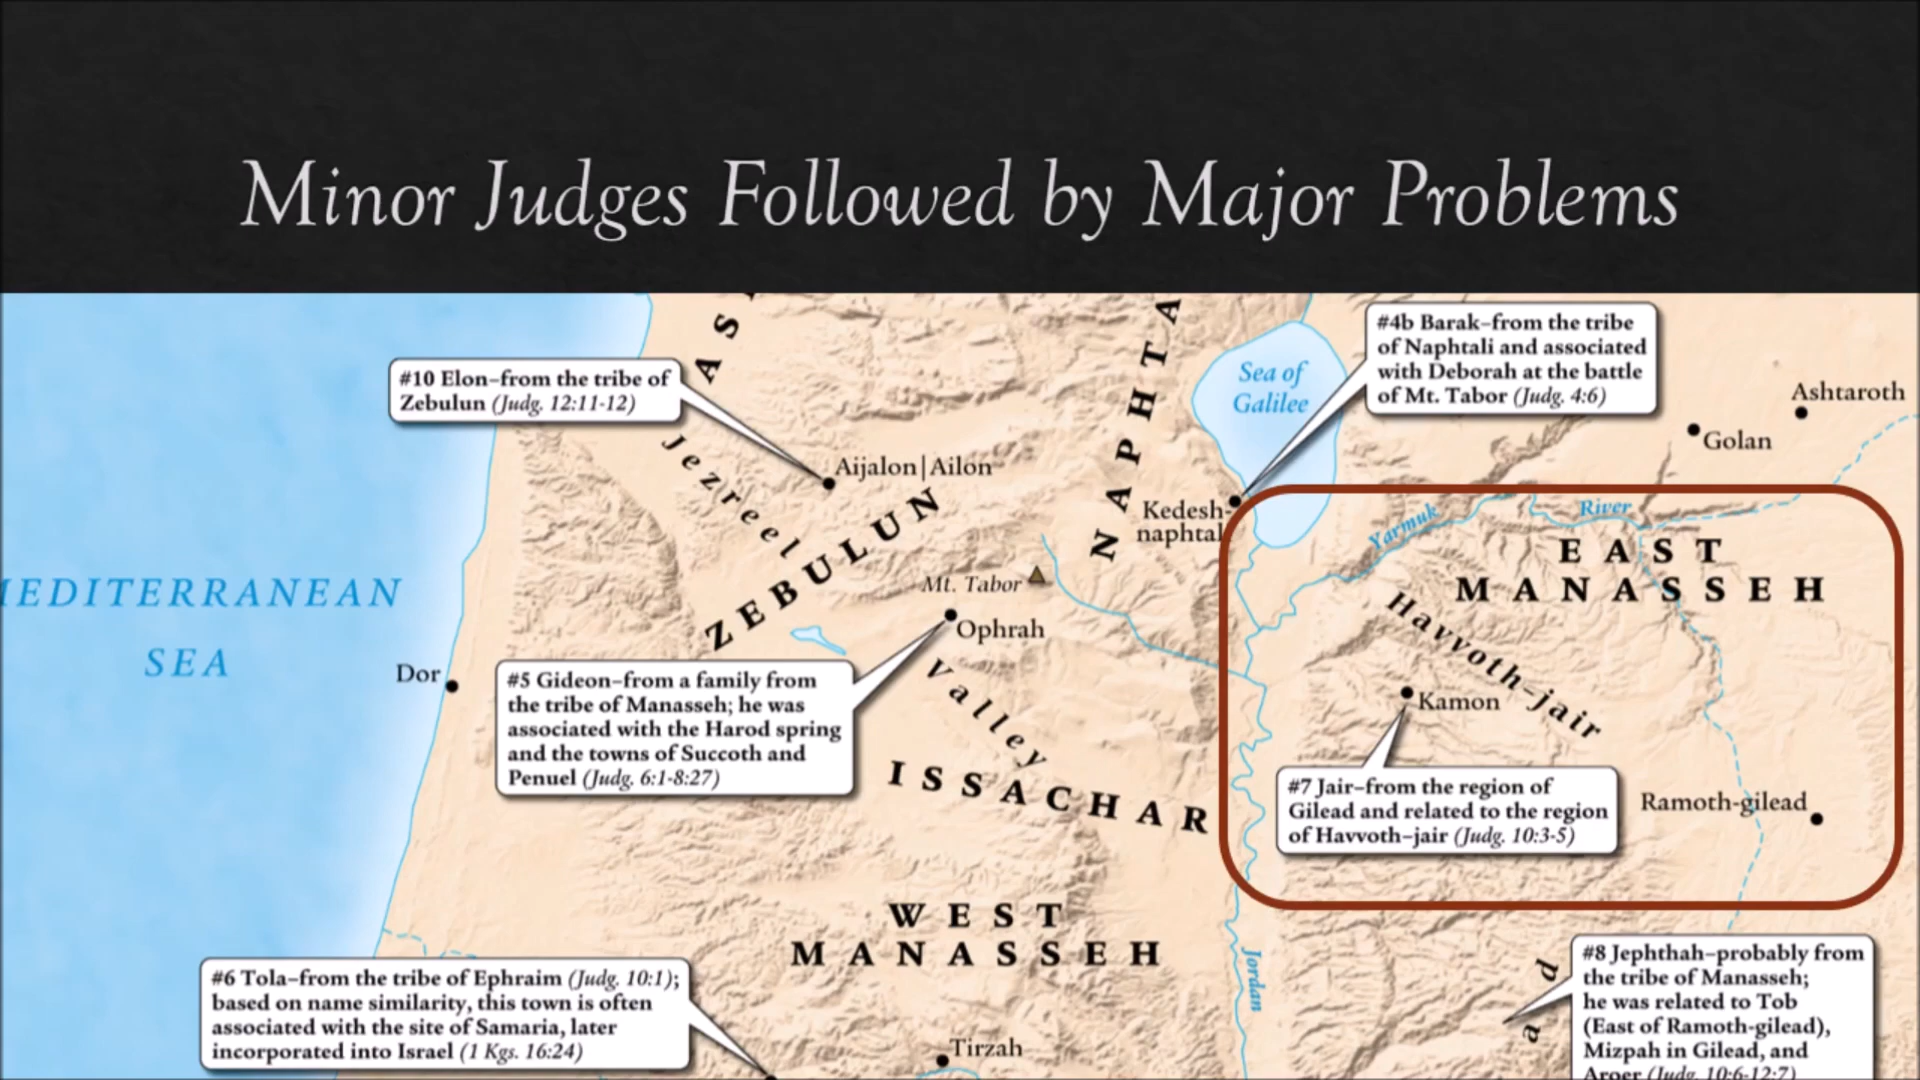 Minor Judges Followed by Major Problems
#10 Elon–from the tribe of
Zebulun (Judg. 12:11-12)
#4b Barak–from the tribe
of Naphtali and associated
with Deborah at the battle
of Mt. Tabor (Judg. 4:6)
Sea of
Galilee
Ashtaroth
Golan
Aijalon|Ailon
Jezreel
ZEBULUN
NAPHTA
Kedesh-
naphtal
Yarmuk
River
EAST
MANASSEH
Havvoth-jair
Mt. Tabor
Ophrah
MEDITERRANEAN
SEA
Dor
#5 Gideon–from a family from
the tribe of Manasseh; he was
associated with the Harod spring
and the towns of Succoth and
Penuel (Judg. 6:1-8:27)
Valley
ISSACHAR
Kamon
#7 Jair–from the region of
Gilead and related to the region
of Havvoth–jair (Judg. 10:3-5)
Ramoth-gilead
WEST
MANASSEH
Jordan
#6 Tola–from the tribe of Ephraim (Judg. 10:1);
based on name similarity, this town is often
associated with the site of Samaria, later
incorporated into Israel (1 Kgs. 16:24)
Tirzah
#8 Jephthah–probably from
the tribe of Manasseh;
he was related to Tob
(East of Ramoth-gilead),
Mizpah in Gilead, and
Aroer (Judg. 10:6-12:7)